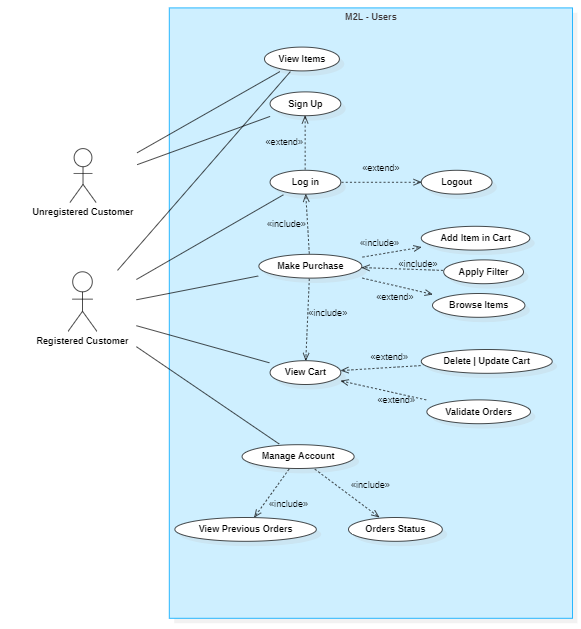 M2L - Users
View Items
Sign Up
«extend»
Unregistered Customer
Log in
«extend»
Logout
«include»
«include»
Add Item in Cart
Make Purchase
«include»
Apply Filter
«extend»
Browse Items
Registered Customer
«include»
View Cart
«extend»
Delete | Update Cart
«extend»
Validate Orders
Manage Account
«include»
«include»
View Previous Orders
Orders Status